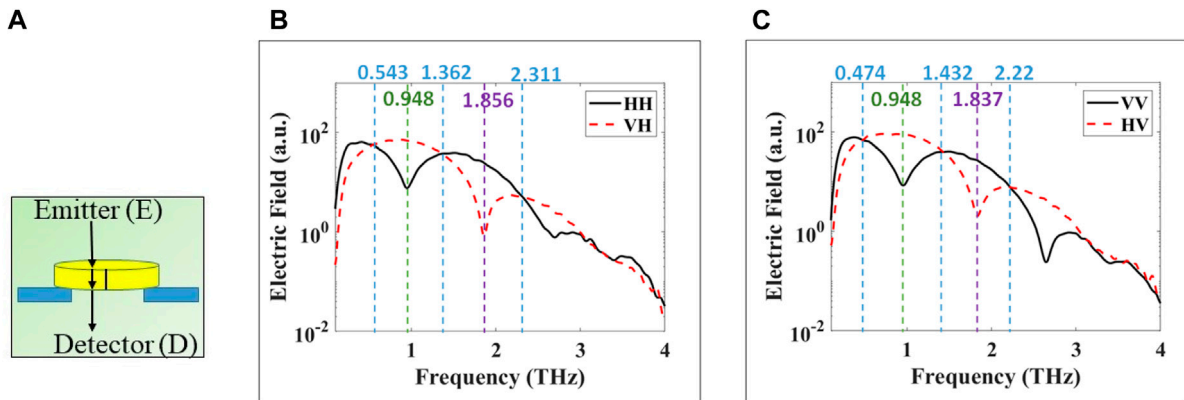 A
Emitter (E)
Detector (D)
B
0.543 1.362 2.311
0.948 1.856
HH
VH
10^2
10^0
10^-2
Electric Field (a.u.)
1 2 3 4
Frequency (THz)
C
0.474 1.432 2.22
0.948 1.837
VV
HV
10^2
10^0
10^-2
Electric Field (a.u.)
1 2 3 4
Frequency (THz)